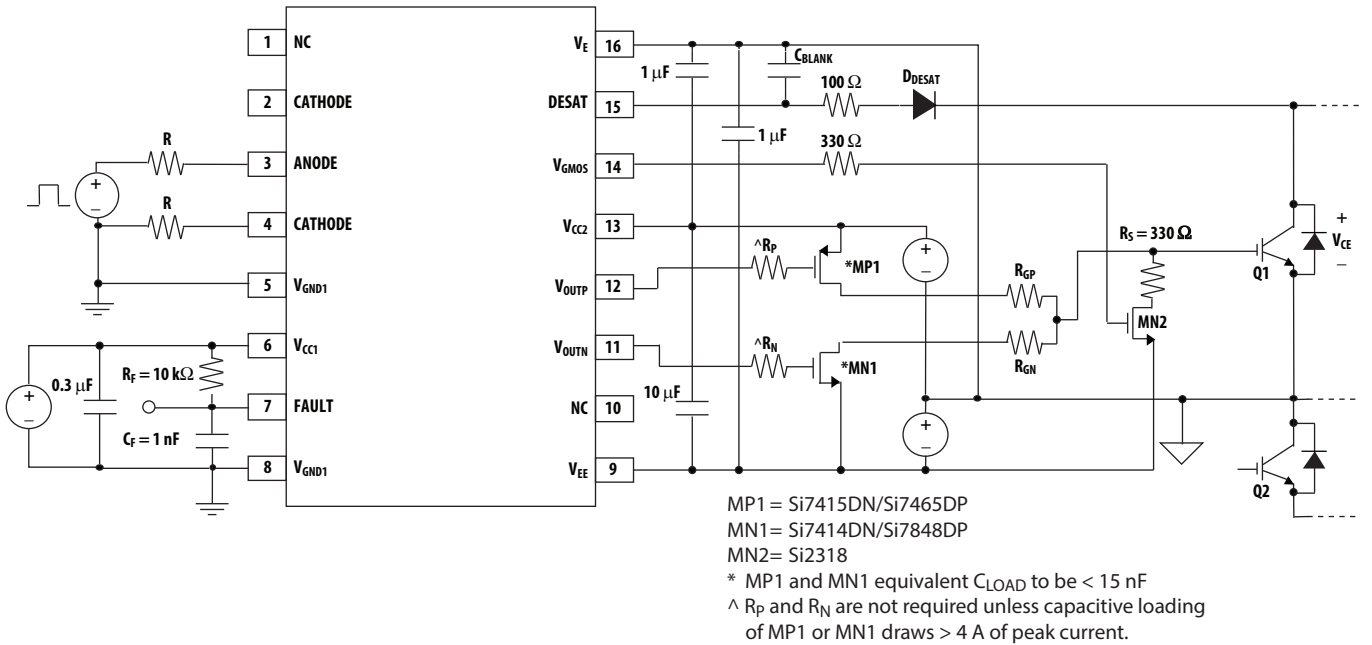 1 NC
2 CATHODE
3 ANODE
4 CATHODE
5 VGND1
6 VCC1
7 FAULT
8 VGND1
VE 16
DESAT 15
VGMOS 14
VCC2 13
VOUTP 12
VOUTN 11
NC 10
VEE 9
R
+
−
R
+
−
0.3 μF
RF = 10 kΩ
CF = 1 nF
1 μF
CBLANK
100 Ω
DDESAT
1 μF
330 Ω
^RP
*MP1
+
−
RS = 330 Ω
+
VCE
−
Q1
RGP
MN2
^RN
*MN1
RGN
10 μF
+
−
Q2
MP1 = Si7415DN/Si7465DP
MN1= Si7414DN/Si7848DP
MN2= Si2318
* MP1 and MN1 equivalent CLOAD to be < 15 nF
^ RP and RN are not required unless capacitive loading
of MP1 or MN1 draws > 4 A of peak current.